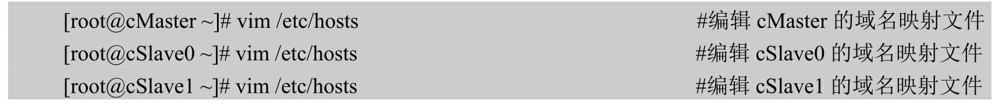 [root@cMaster ~]# vim /etc/hosts #编辑 cMaster 的域名映射文件
[root@cSlave0 ~]# vim /etc/hosts #编辑 cSlave0 的域名映射文件
[root@cSlave1 ~]# vim /etc/hosts #编辑 cSlave1 的域名映射文件